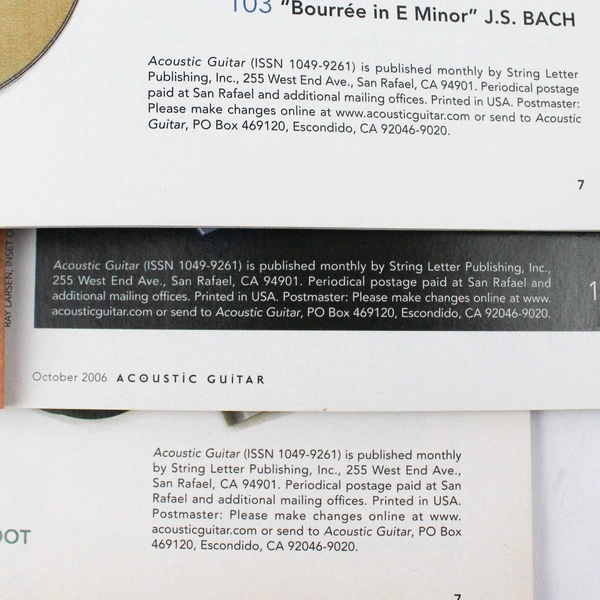 103 "Bourrée in E Minor" J.S. BACH
Acoustic Guitar (ISSN 1049-9261) is published monthly by String Letter
Publishing, Inc., 255 West End Ave., San Rafael, CA 94901. Periodical postage
paid at San Rafael and additional mailing offices. Printed in USA. Postmaster:
Please make changes online at www.acousticguitar.com or send to Acoustic
Guitar, PO Box 469120, Escondido, CA 92046-9020.
7
RAY LARSEN; INSET
Acoustic Guitar (ISSN 1049-9261) is published monthly by String Letter Publishing, Inc.,
255 West End Ave., San Rafael, CA 94901. Periodical postage paid at San Rafael and
additional mailing offices. Printed in USA. Postmaster: Please make changes online at www.
acousticguitar.com or send to Acoustic Guitar, PO Box 469120, Escondido, CA 92046-9020.
1
October 2006 ACOUSTIC GUITAR
Acoustic Guitar (ISSN 1049-9261) is published monthly
by String Letter Publishing, Inc., 255 West End Ave.,
San Rafael, CA 94901. Periodical postage paid at San
Rafael and additional mailing offices. Printed in USA.
Postmaster: Please make changes online at www.
acousticguitar.com or send to Acoustic Guitar, PO Box
469120, Escondido, CA 92046-9020.
OOT
7